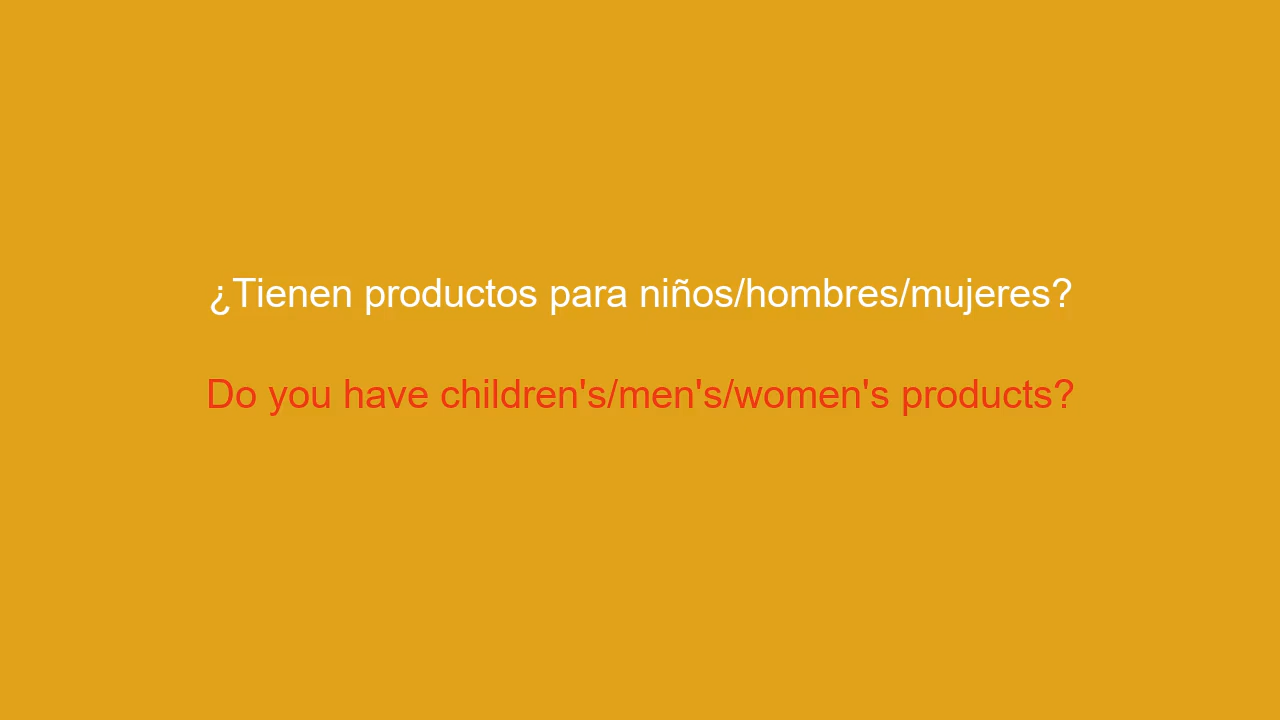 ¿Tienen productos para niños/hombres/mujeres?
Do you have children's/men's/women's products?